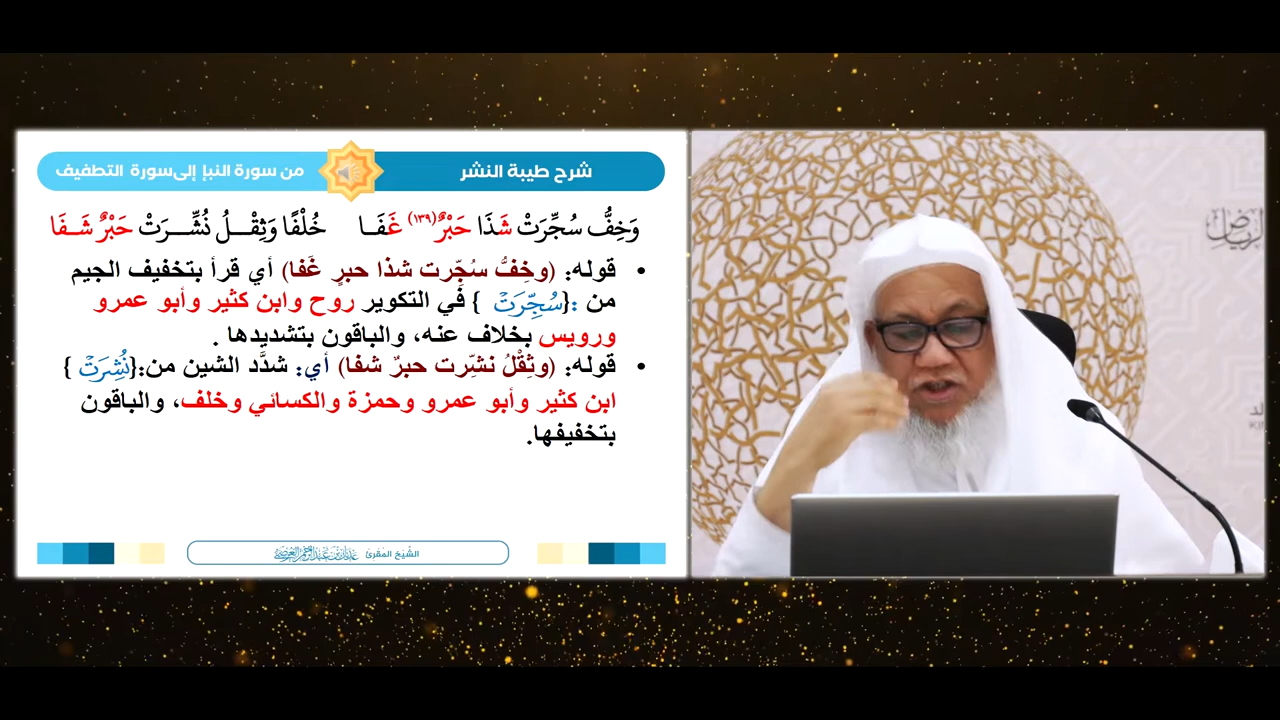 شرح طيبة النشر
من سورة النبإ إلى سورة التطفيف
وَخِفُّ سُجِّرَتْ شَذَا حَبْرٌ (١٣٩) غَفَا خُلْفًا وَثِقْلُ نُشِّرَتْ حَبْرٌ شَفَا
• قوله: (وخِفُّ سُجِّرت شذا حبرٍ غَفا) أي قرأ بتخفيف الجيم
من :{سُجِّرَتْ } في التكوير روح وابن كثير وأبو عمرو
ورويس بخلاف عنه، والباقون بتشديدها .
• قوله: (وثِقْلُ نشّرت حبرٌ شفا) أي: شدَّد الشين من:{نُشِرَتْ }
ابن كثير وأبو عمرو وحمزة والكسائي وخلف، والباقون
بتخفيفها.
الشيخ المقرئ
الرياض